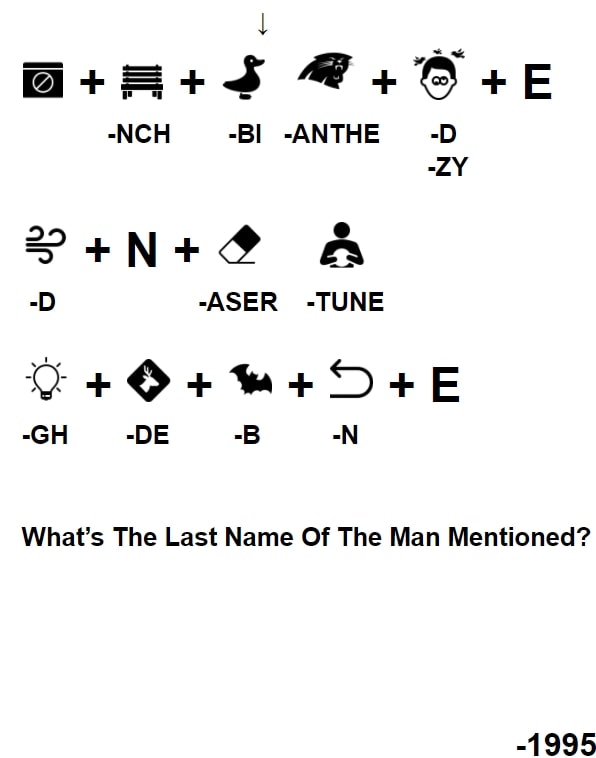 + + + + E
-NCH -BI -ANTHE -D
-ZY
+ N +
-D -ASER -TUNE
+ + + + E
-GH -DE -B -N
What's The Last Name Of The Man Mentioned?
-1995